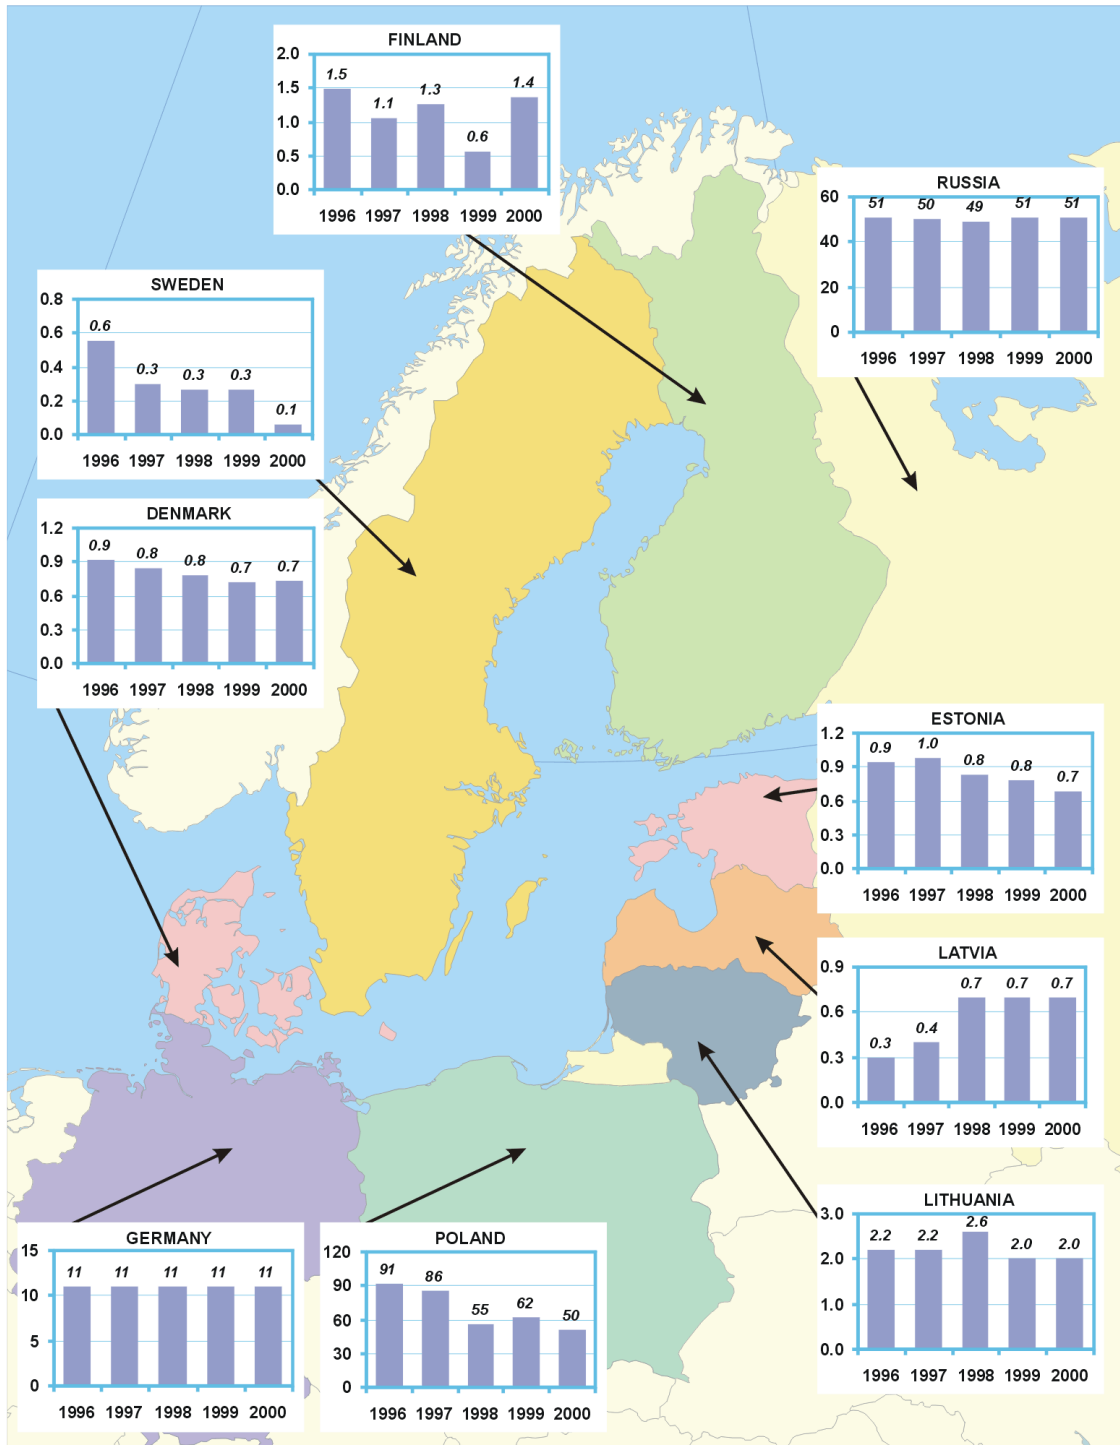 FINLAND
2.0
1.5
1.0
0.5
0.0
1.5 1.1 1.3 0.6 1.4
1996 1997 1998 1999 2000
RUSSIA
60
40
20
0
51 50 49 51 51
1996 1997 1998 1999 2000
SWEDEN
0.8
0.6
0.4
0.2
0.0
0.6 0.3 0.3 0.3 0.1
1996 1997 1998 1999 2000
DENMARK
1.2
0.9
0.6
0.3
0.0
0.9 0.8 0.8 0.7 0.7
1996 1997 1998 1999 2000
ESTONIA
1.2
0.9
0.6
0.3
0.0
0.9 1.0 0.8 0.8 0.7
1996 1997 1998 1999 2000
LATVIA
0.9
0.6
0.3
0.0
0.3 0.4 0.7 0.7 0.7
1996 1997 1998 1999 2000
LITHUANIA
3.0
2.0
1.0
0.0
2.2 2.2 2.6 2.0 2.0
1996 1997 1998 1999 2000
GERMANY
15
10
5
0
11 11 11 11 11
1996 1997 1998 1999 2000
POLAND
120
90
60
30
0
91 86 55 62 50
1996 1997 1998 1999 2000